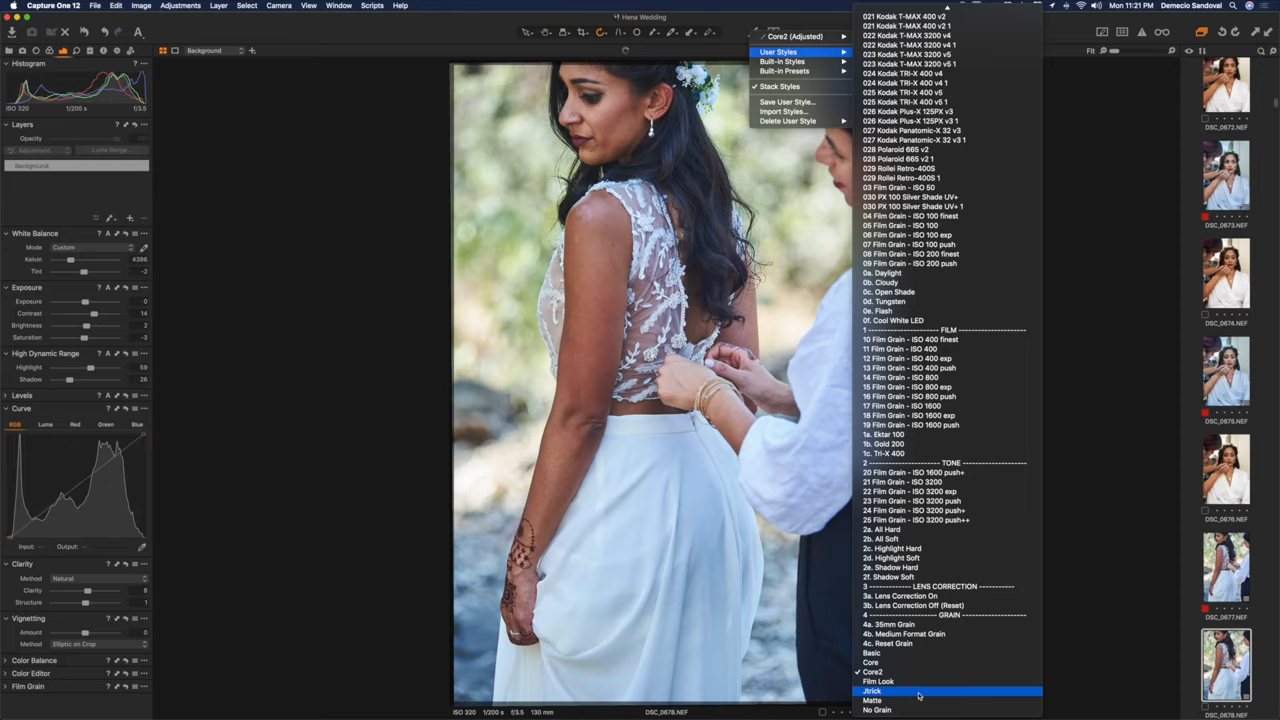 Capture One 12 File Edit Image Adjustments Layer Select Camera View Window Scripts Help Mon 11:21 PM Demecio Sandoval
Hena Wedding
Background
Fit
Histogram
ISO 320 1/200 s f/3.5
Layers
Opacity
Adjustment Luma Range...
Background
White Balance
Mode Custom
Kelvin 4396
Tint -2
Exposure
Exposure 0
Contrast 14
Brightness 2
Saturation -3
High Dynamic Range
Highlight 59
Shadow 26
Levels
Curve
RGB Luma Red Green Blue
Input: -- Output: --
Clarity
Method Natural
Clarity 8
Structure 1
Vignetting
Amount 0
Method Elliptic on Crop
Color Balance
Color Editor
Film Grain
ISO 320 1/200 s f/3.5 130 mm DSC_0678.NEF
Core2 (Adjusted)
User Styles
Built-in Styles
Built-in Presets
Stack Styles
Save User Style...
Import Styles...
Delete User Style
021 Kodak T-MAX 400 v2
021 Kodak T-MAX 400 v2 1
022 Kodak T-MAX 3200 v4
022 Kodak T-MAX 3200 v4 1
023 Kodak T-MAX 3200 v5
023 Kodak T-MAX 3200 v5 1
024 Kodak TRI-X 400 v4
024 Kodak TRI-X 400 v4 1
025 Kodak TRI-X 400 v5
025 Kodak TRI-X 400 v5 1
026 Kodak Plus-X 125PX v3
026 Kodak Plus-X 125PX v3 1
027 Kodak Panatomic-X 32 v3
027 Kodak Panatomic-X 32 v3 1
028 Polaroid 665 v2
028 Polaroid 665 v2 1
029 Rollei Retro-400S
029 Rollei Retro-400S 1
03 Film Grain - ISO 50
030 PX 100 Silver Shade UV+
030 PX 100 Silver Shade UV+ 1
04 Film Grain - ISO 100 finest
05 Film Grain - ISO 100
06 Film Grain - ISO 100 exp
07 Film Grain - ISO 100 push
08 Film Grain - ISO 200 finest
09 Film Grain - ISO 200 push
0a. Daylight
0b. Cloudy
0c. Open Shade
0d. Tungsten
0e. Flash
0f. Cool White LED
1 ---------------------- FILM ----------------------
10 Film Grain - ISO 400 finest
11 Film Grain - ISO 400
12 Film Grain - ISO 400 exp
13 Film Grain - ISO 400 push
14 Film Grain - ISO 800
15 Film Grain - ISO 800 exp
16 Film Grain - ISO 800 push
17 Film Grain - ISO 1600
18 Film Grain - ISO 1600 exp
19 Film Grain - ISO 1600 push
1a. Ektar 100
1b. Gold 200
1c. Tri-X 400
2 ---------------------- TONE ---------------------
20 Film Grain - ISO 1600 push+
21 Film Grain - ISO 3200
22 Film Grain - ISO 3200 exp
23 Film Grain - ISO 3200 push
24 Film Grain - ISO 3200 push+
25 Film Grain - ISO 3200 push++
2a. All Hard
2b. All Soft
2c. Highlight Hard
2d. Highlight Soft
2e. Shadow Hard
2f. Shadow Soft
3 -------------- LENS CORRECTION -----------
3a. Lens Correction On
3b. Lens Correction Off (Reset)
4 ---------------------- GRAIN --------------------
4a. 35mm Grain
4b. Medium Format Grain
4c. Reset Grain
Basic
Core
Core2
Film Look
Jtrick
Matte
No Grain
DSC_0672.NEF
DSC_0673.NEF
DSC_0674.NEF
DSC_0675.NEF
DSC_0676.NEF
DSC_0677.NEF
DSC_0678.NEF